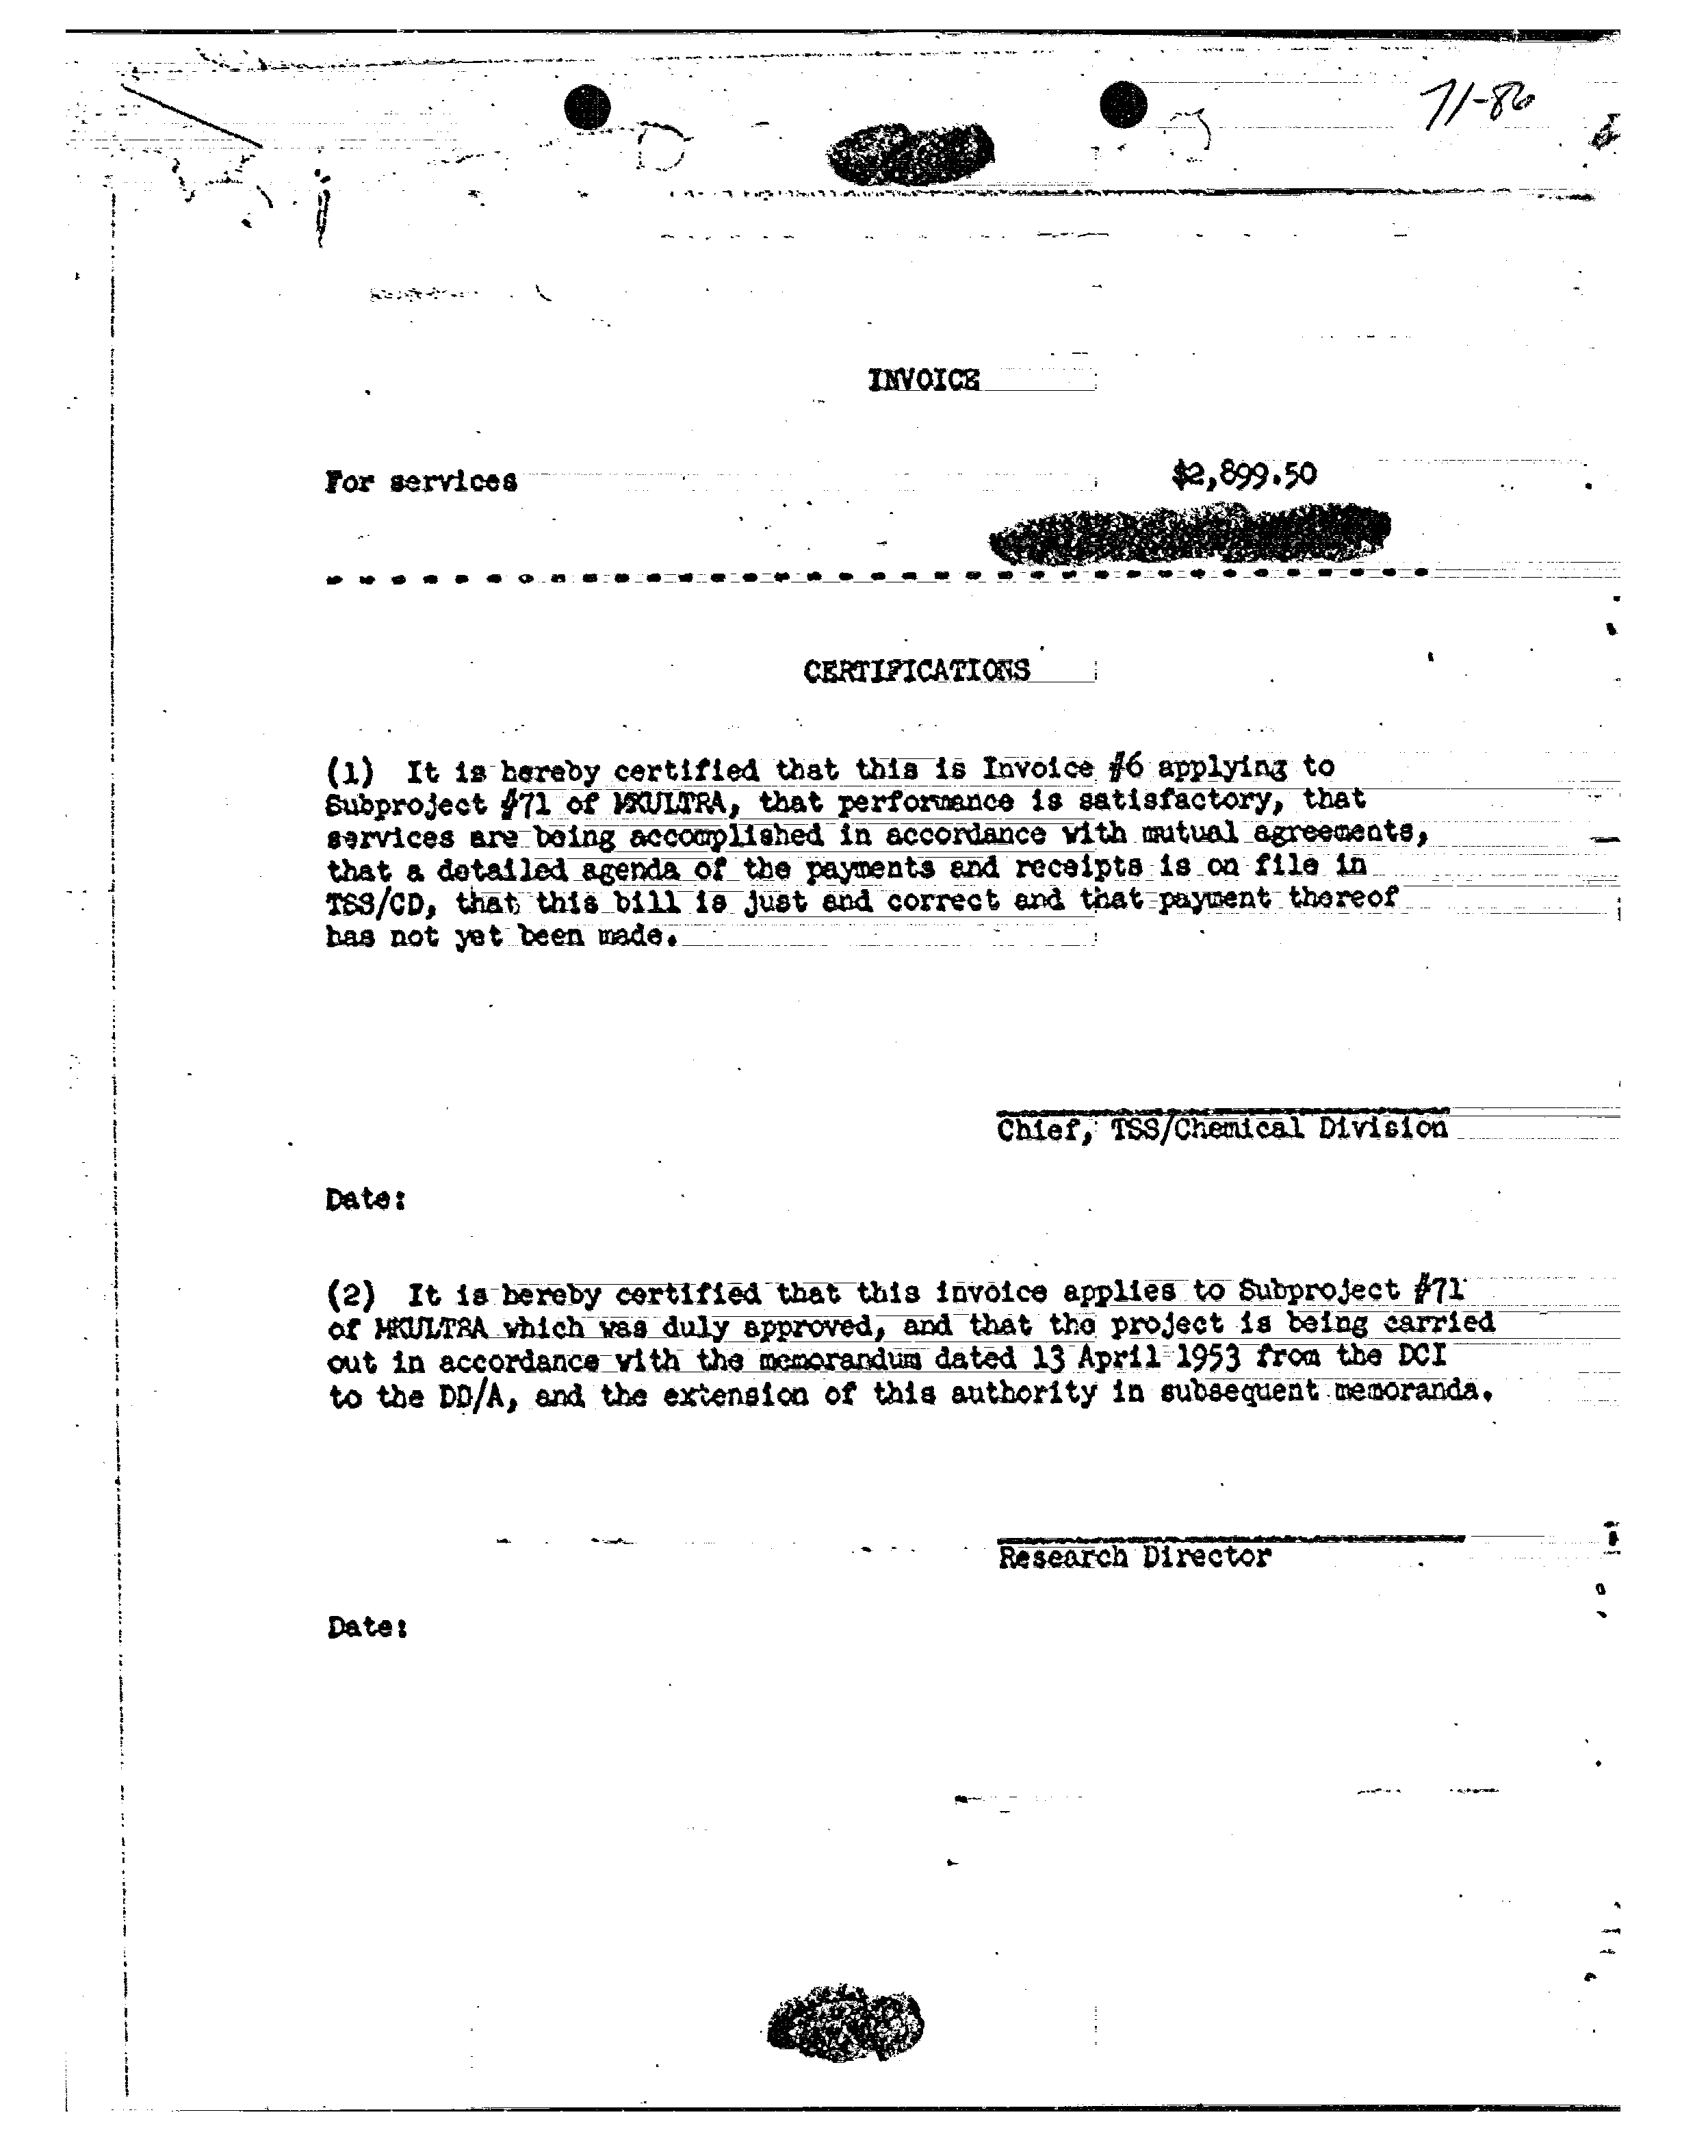 71-86
INVOICE
For services $2,899.50
CERTIFICATIONS
(1) It is hereby certified that this is Invoice #6 applying to
Subproject #71 of MKULTRA, that performance is satisfactory, that
services are being accomplished in accordance with mutual agreements,
that a detailed agenda of the payments and receipts is on file in
TSS/CD, that this bill is just and correct and that payment thereof
has not yet been made.
Chief, TSS/Chemical Division
Date:
(2) It is hereby certified that this invoice applies to Subproject #71
of MKULTRA which was duly approved, and that the project is being carried
out in accordance with the memorandum dated 13 April 1953 from the DCI
to the DD/A, and the extension of this authority in subsequent memoranda.
Research Director
Date: